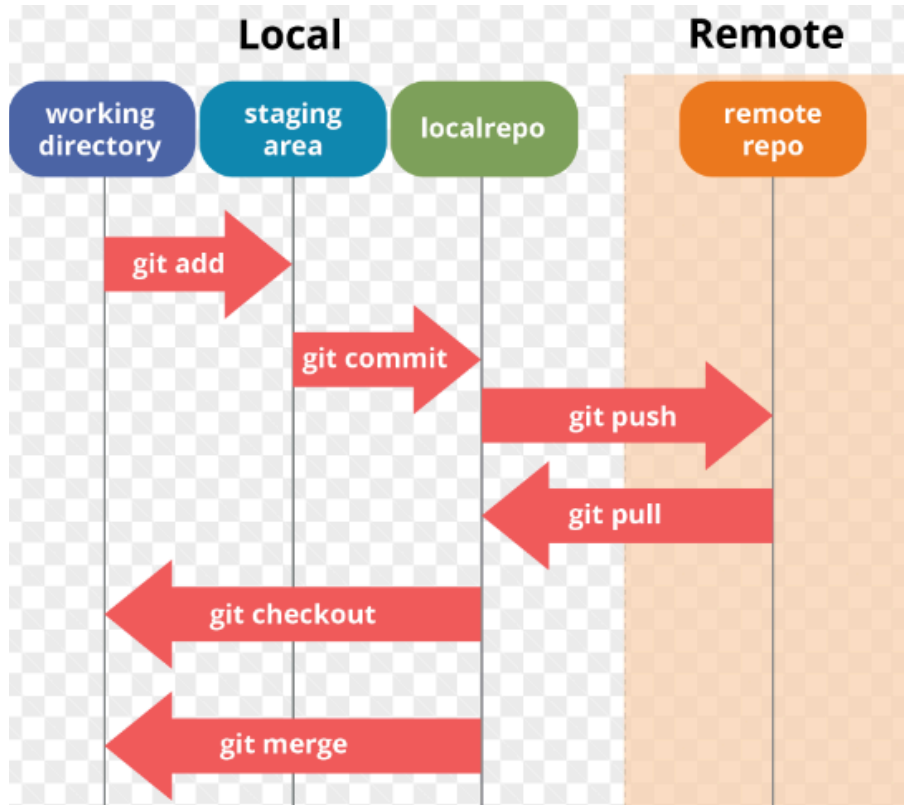 Local
Remote
working
directory
staging
area
localrepo
remote
repo
git add
git commit
git push
git pull
git checkout
git merge